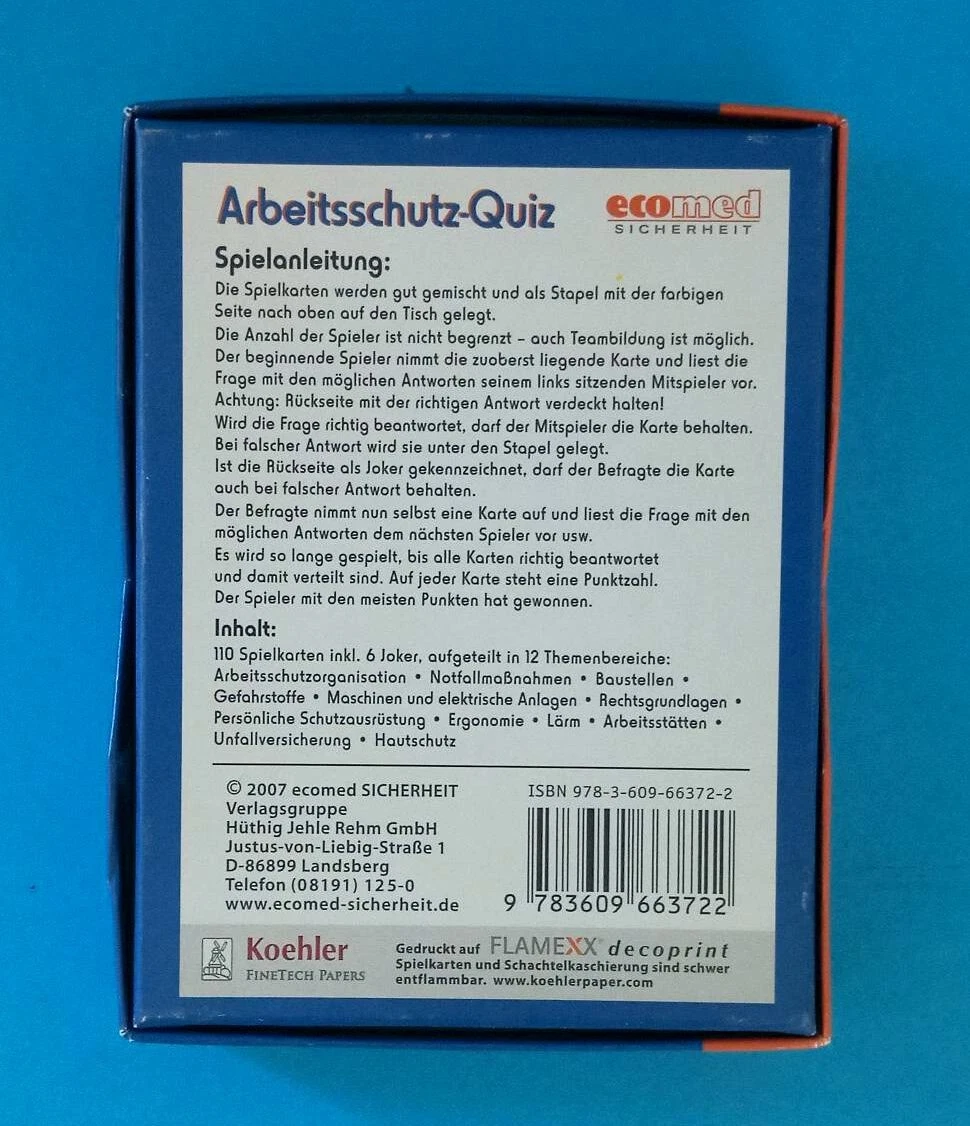 Arbeitsschutz-Quiz
ecomed
SICHERHEIT
Spielanleitung:
Die Spielkarten werden gut gemischt und als Stapel mit der farbigen
Seite nach oben auf den Tisch gelegt.
Die Anzahl der Spieler ist nicht begrenzt – auch Teambildung ist möglich.
Der beginnende Spieler nimmt die zuoberst liegende Karte und liest die
Frage mit den möglichen Antworten seinem links sitzenden Mitspieler vor.
Achtung: Rückseite mit der richtigen Antwort verdeckt halten!
Wird die Frage richtig beantwortet, darf der Mitspieler die Karte behalten.
Bei falscher Antwort wird sie unter den Stapel gelegt.
Ist die Rückseite als Joker gekennzeichnet, darf der Befragte die Karte
auch bei falscher Antwort behalten.
Der Befragte nimmt nun selbst eine Karte auf und liest die Frage mit den
möglichen Antworten dem nächsten Spieler vor usw.
Es wird so lange gespielt, bis alle Karten richtig beantwortet
und damit verteilt sind. Auf jeder Karte steht eine Punktzahl.
Der Spieler mit den meisten Punkten hat gewonnen.
Inhalt:
110 Spielkarten inkl. 6 Joker, aufgeteilt in 12 Themenbereiche:
Arbeitsschutzorganisation • Notfallmaßnahmen • Baustellen •
Gefahrstoffe • Maschinen und elektrische Anlagen • Rechtsgrundlagen •
Persönliche Schutzausrüstung • Ergonomie • Lärm • Arbeitsstätten •
Unfallversicherung • Hautschutz
© 2007 ecomed SICHERHEIT
Verlagsgruppe
Hüthig Jehle Rehm GmbH
Justus-von-Liebig-Straße 1
D-86899 Landsberg
Telefon (08191) 125-0
www.ecomed-sicherheit.de
ISBN 978-3-609-66372-2
9 783609 663722
Koehler
FINETECH PAPERS
Gedruckt auf FLAMEXX® decoprint
Spielkarten und Schachtelkaschierung sind schwer
entflammbar. www.koehlerpaper.com